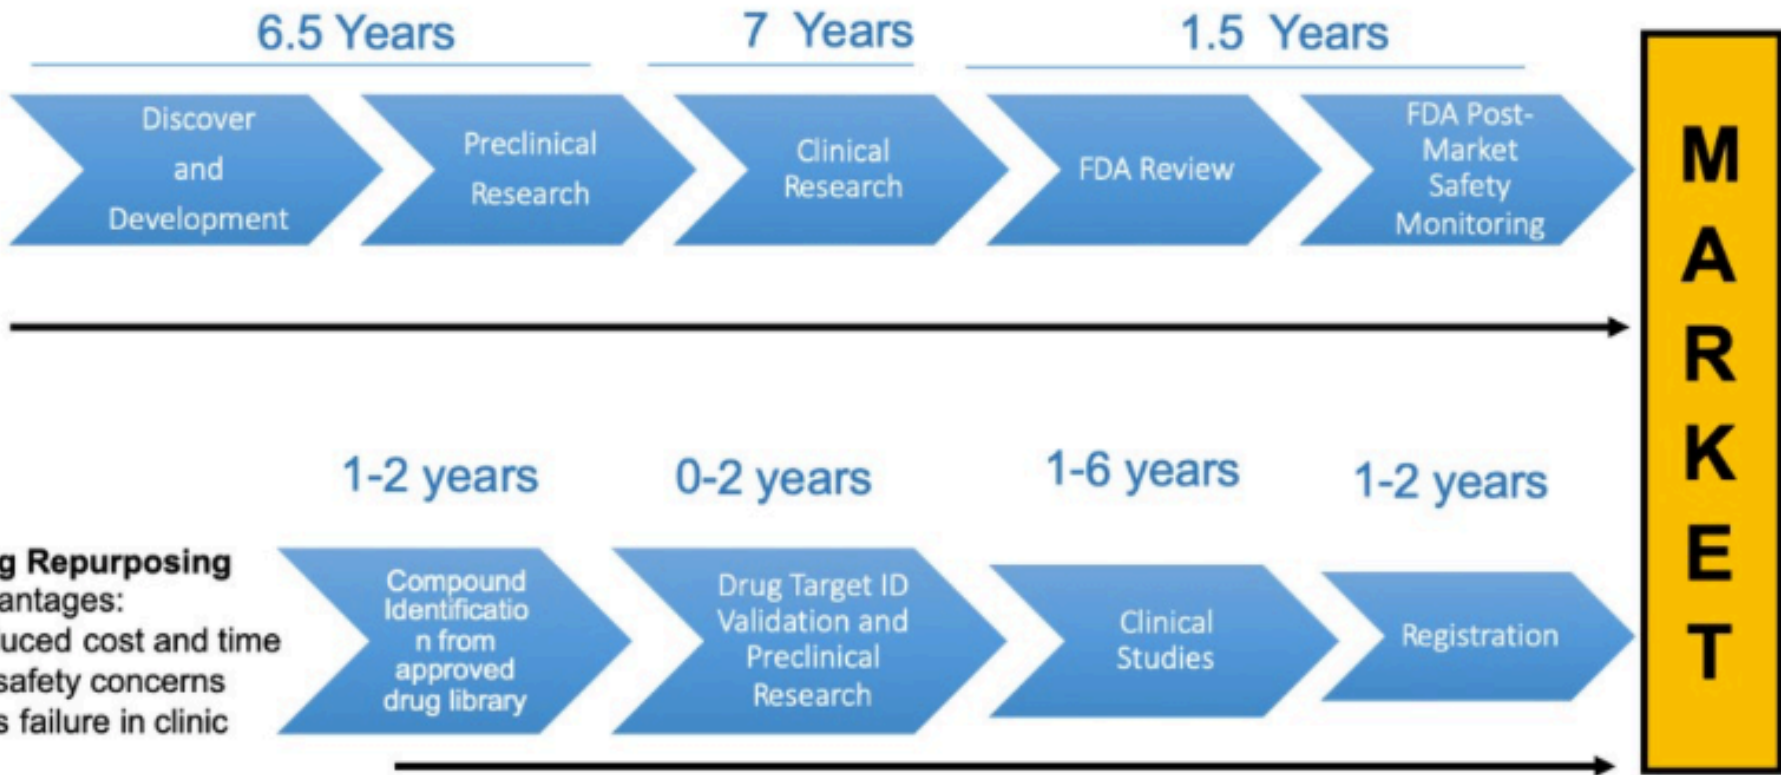 6.5 Years
7 Years
1.5 Years
Discover
and
Development
Preclinical
Research
Clinical
Research
FDA Review
FDA Post-
Market
Safety
Monitoring
MARKET
1-2 years
0-2 years
1-6 years
1-2 years
g Repurposing
antages:
duced cost and time
safety concerns
s failure in clinic
Compound
Identificatio
n from
approved
drug library
Drug Target ID
Validation and
Preclinical
Research
Clinical
Studies
Registration